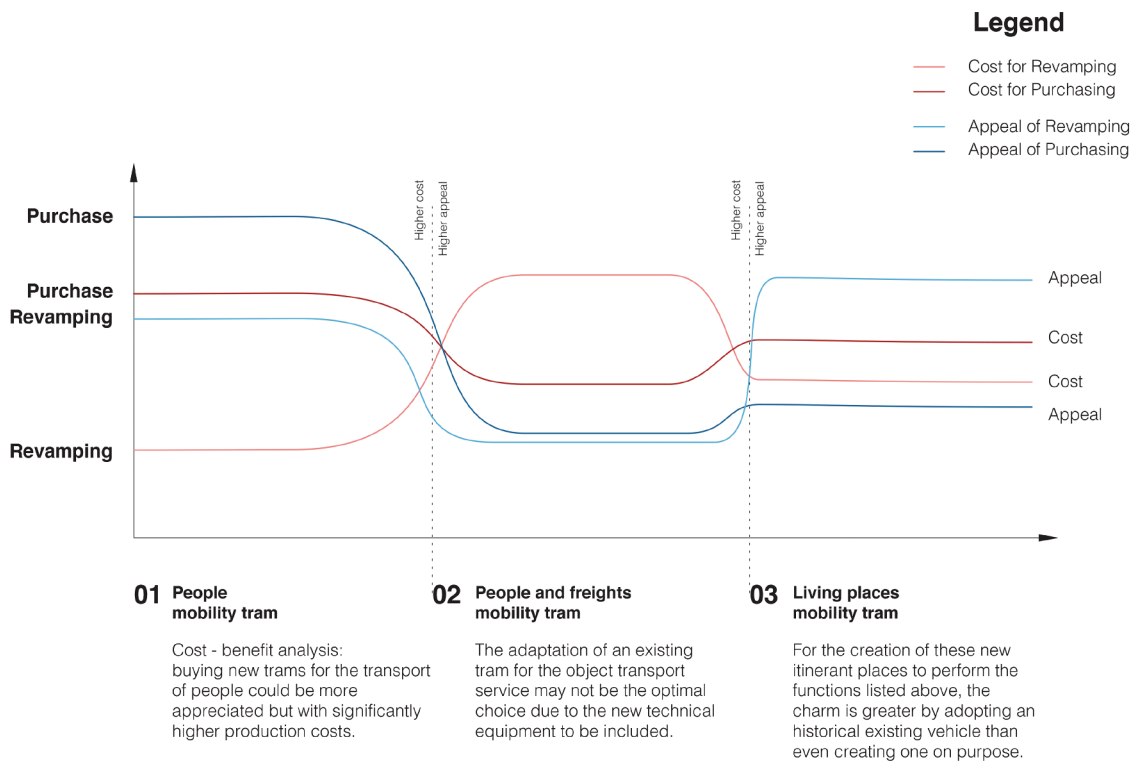 Legend
Cost for Revamping
Cost for Purchasing
Appeal of Revamping
Appeal of Purchasing
Purchase
Purchase
Revamping
Revamping
Higher cost
Higher appeal
Higher cost
Higher appeal
Appeal
Cost
Cost
Appeal
01 People
mobility tram
Cost - benefit analysis:
buying new trams for the transport
of people could be more
appreciated but with significantly
higher production costs.
02 People and freights
mobility tram
The adaptation of an existing
tram for the object transport
service may not be the optimal
choice due to the new technical
equipment to be included.
03 Living places
mobility tram
For the creation of these new
itinerant places to perform the
functions listed above, the
charm is greater by adopting an
historical existing vehicle than
even creating one on purpose.